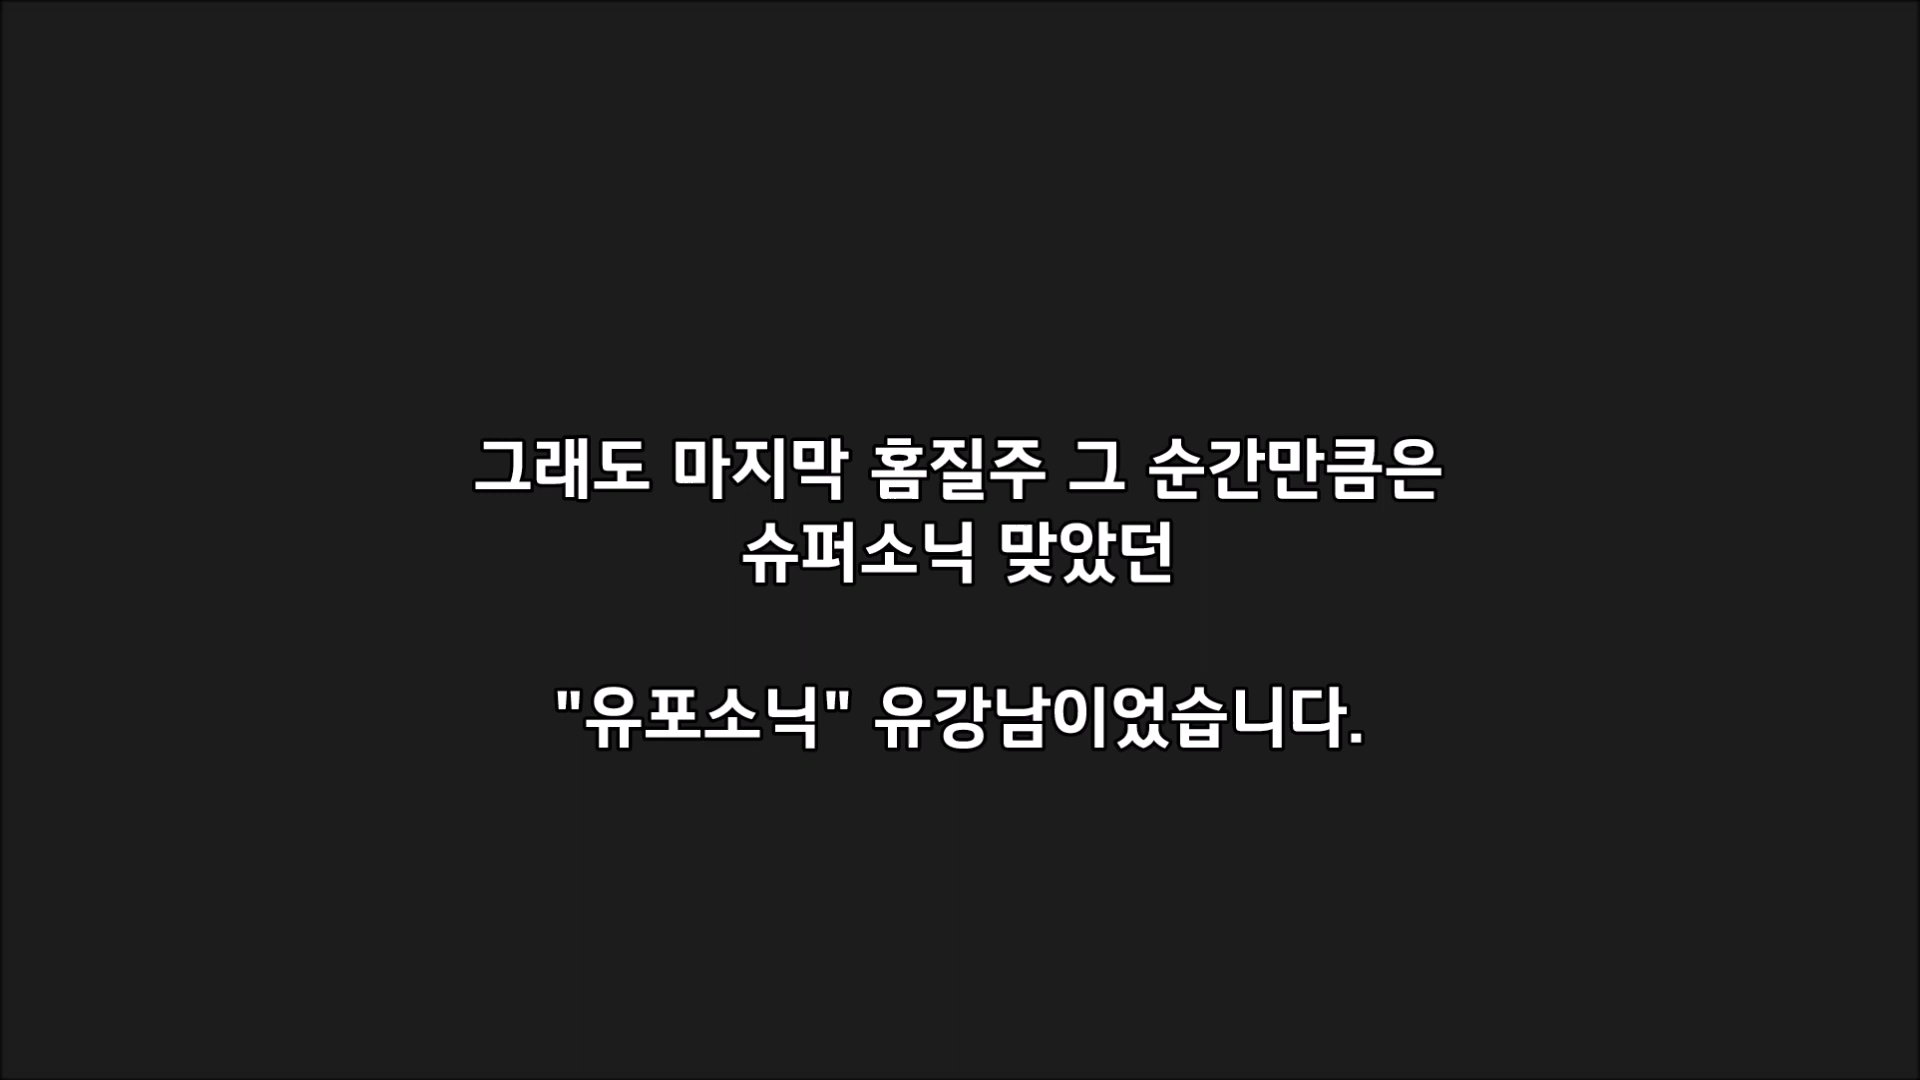 그래도 마지막 홈질주 그 순간만큼은
슈퍼소닉 맞았던
"유포소닉" 유강남이었습니다.